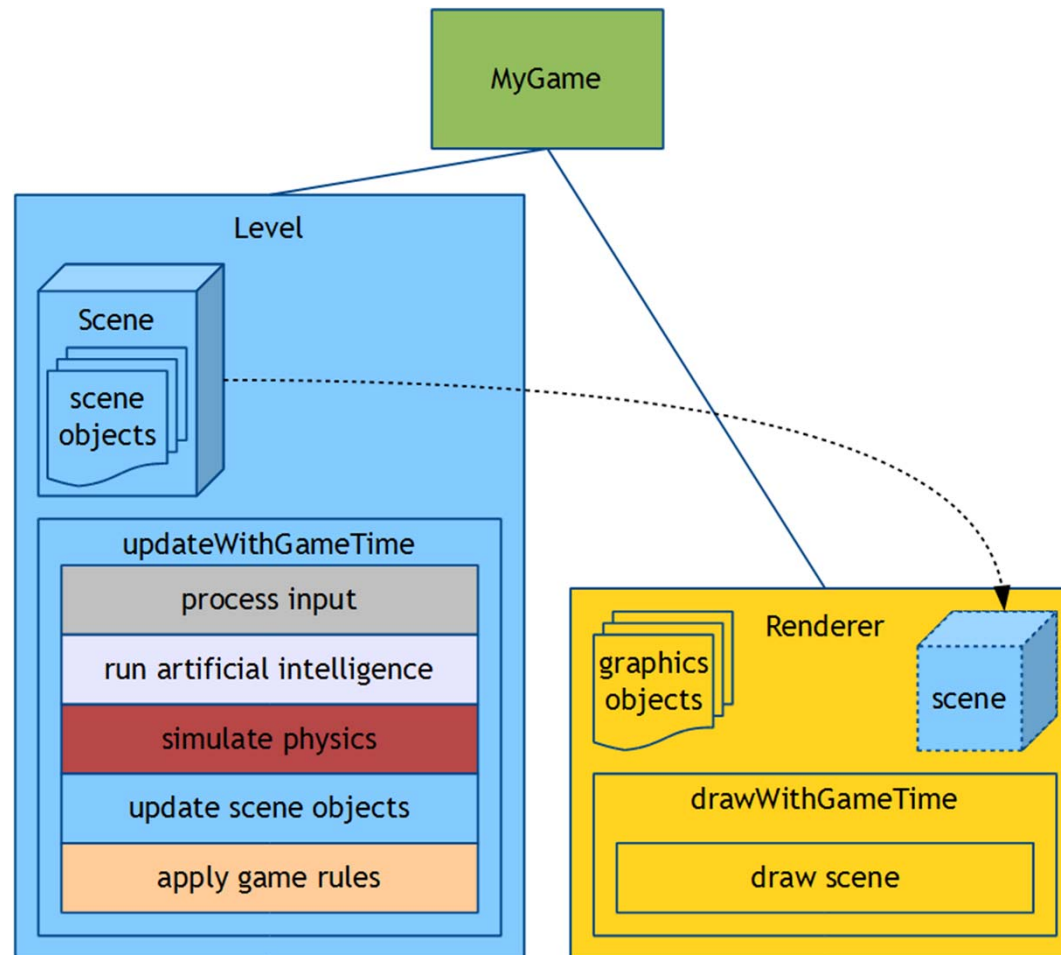 MyGame
Level
Scene
scene
objects
updateWithGameTime
process input
run artificial intelligence
simulate physics
update scene objects
apply game rules
Renderer
graphics
objects
scene
drawWithGameTime
draw scene